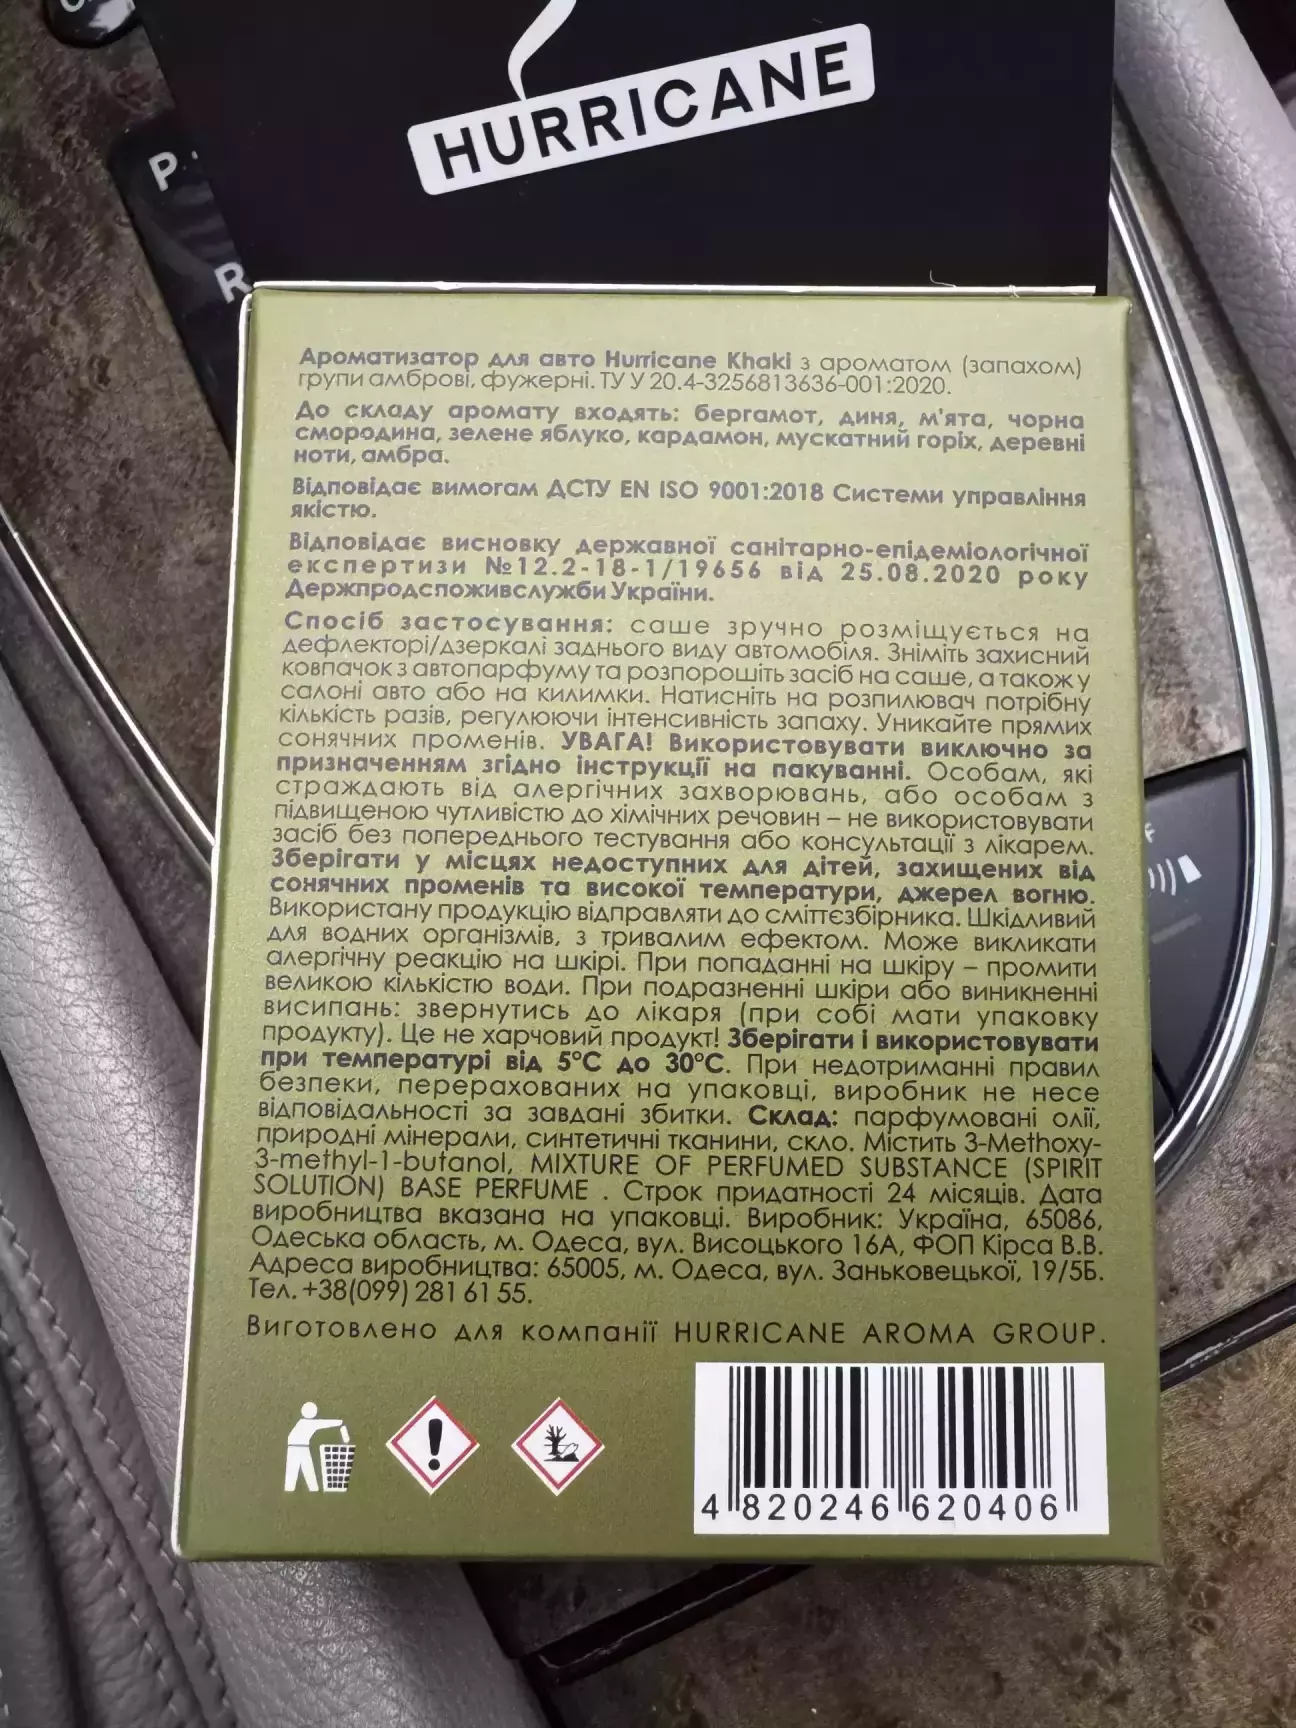 HURRICANE
P
R
Ароматизатор для авто Hurricane Khaki з ароматом (запахом)
групи амброві, фужерні. ТУ У 20.4-3256813636-001:2020.
До складу аромату входять: бергамот, диня, м'ята, чорна
смородина, зелене яблуко, кардамон, мускатний горіх, деревні
ноти, амбра.
Відповідає вимогам ДСТУ EN ISO 9001:2018 Системи управління
якістю.
Відповідає висновку державної санітарно-епідеміологічної
експертизи №12.2-18-1/19656 від 25.08.2020 року
Держпродспоживслужби України.
Спосіб застосування: саше зручно розміщується на
дефлекторі/дзеркалі заднього виду автомобіля. Зніміть захисний
ковпачок з автопарфуму та розпорошіть засіб на саше, а також у
салоні авто або на килимки. Натисніть на розпилювач потрібну
кількість разів, регулюючи інтенсивність запаху. Уникайте прямих
сонячних променів. УВАГА! Використовувати виключно за
призначенням згідно інструкції на пакуванні. Особам, які
страждають від алергічних захворювань, або особам з
підвищеною чутливістю до хімічних речовин – не використовувати
засіб без попереднього тестування або консультації з лікарем.
Зберігати у місцях недоступних для дітей, захищених від
сонячних променів та високої температури, джерел вогню.
Використану продукцію відправляти до сміттєзбірника. Шкідливий
для водних організмів, з тривалим ефектом. Може викликати
алергічну реакцію на шкірі. При попаданні на шкіру – промити
великою кількістю води. При подразненні шкіри або виникненні
висипань: звернутись до лікаря (при собі мати упаковку
продукту). Це не харчовий продукт! Зберігати і використовувати
при температурі від 5°C до 30°C. При недотриманні правил
безпеки, перерахованих на упаковці, виробник не несе
відповідальності за завдані збитки. Склад: парфумовані олії,
природні мінерали, синтетичні тканини, скло. Містить 3-Methoxy-
3-methyl-1-butanol, MIXTURE OF PERFUMED SUBSTANCE (SPIRIT
SOLUTION) BASE PERFUME . Строк придатності 24 місяців. Дата
виробництва вказана на упаковці. Виробник: Україна, 65086,
Одеська область, м. Одеса, вул. Висоцького 16А, ФОП Кірса В.В.
Адреса виробництва: 65005, м. Одеса, вул. Заньковецької, 19/5Б.
Тел. +38(099) 281 61 55.
Виготовлено для компанії HURRICANE AROMA GROUP.
4 820246 620406